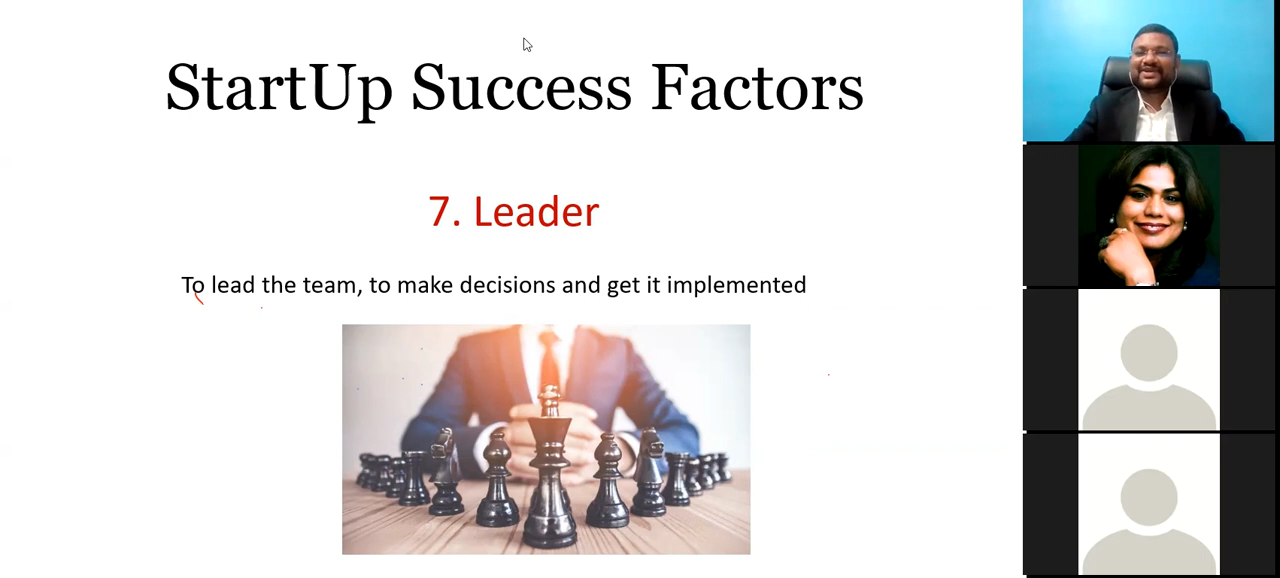 StartUp Success Factors
7. Leader
To lead the team, to make decisions and get it implemented